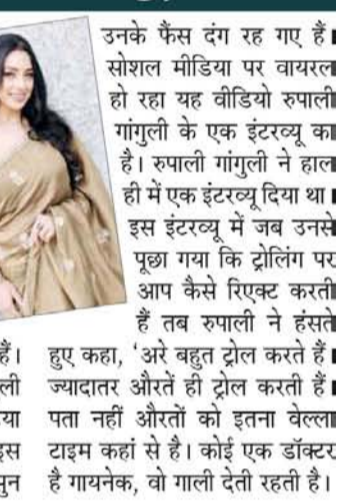 उनके फैंस दंग रह गए हैं।
सोशल मीडिया पर वायरल
हो रहा यह वीडियो रुपाली
गांगुली के एक इंटरव्यू का
है। रुपाली गांगुली ने हाल
ही में एक इंटरव्यू दिया था।
इस इंटरव्यू में जब उनसे
पूछा गया कि ट्रोलिंग पर
आप कैसे रिएक्ट करती
हैं तब रुपाली ने हंसते
हुए कहा, 'अरे बहुत ट्रोल करते हैं।
ज्यादातर औरतें ही ट्रोल करती हैं।
पता नहीं औरतों को इतना वेल्ला
टाइम कहां से है। कोई एक डॉक्टर
है गायनेक, वो गाली देती रहती है।